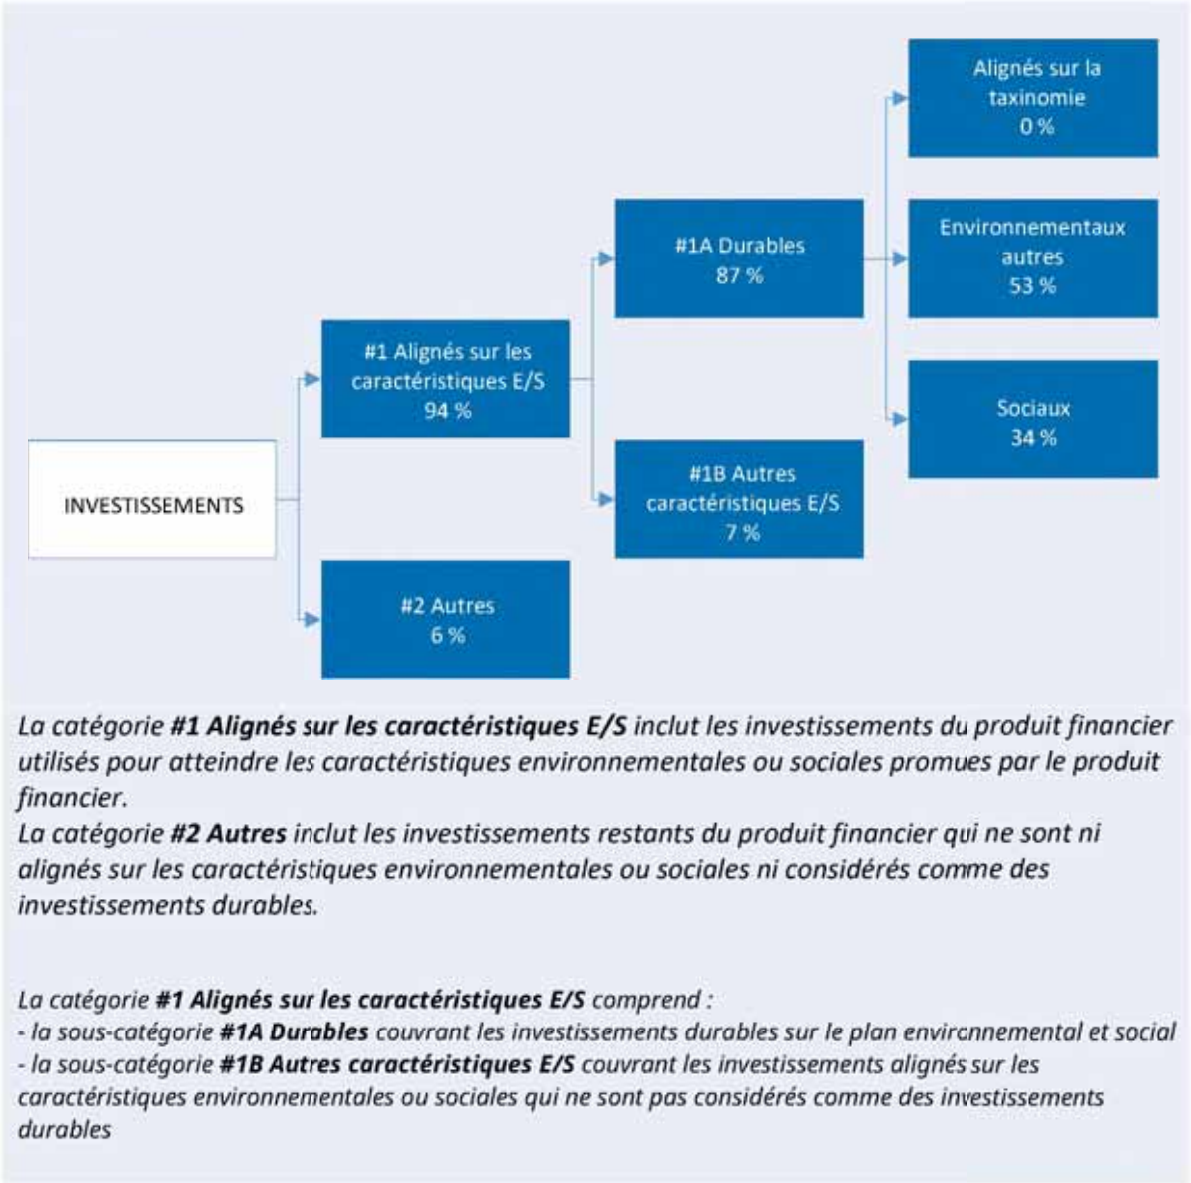 Alignés sur la
taxinomie
0 %
Environnementaux
autres
53 %
#1A Durables
87 %
#1 Alignés sur les
caractéristiques E/S
94 %
Sociaux
34 %
#1B Autres
caractéristiques E/S
7 %
INVESTISSEMENTS
#2 Autres
6 %
La catégorie #1 Alignés sur les caractéristiques E/S inclut les investissements du produit financier
utilisés pour atteindre les caractéristiques environnementales ou sociales promues par le produit
financier.
La catégorie #2 Autres inclut les investissements restants du produit financier qui ne sont ni
alignés sur les caractéristiques environnementales ou sociales ni considérés comme des
investissements durables.
La catégorie #1 Alignés sur les caractéristiques E/S comprend :
- la sous-catégorie #1A Durables couvrant les investissements durables sur le plan environnemental et social
- la sous-catégorie #1B Autres caractéristiques E/S couvrant les investissements alignés sur les
caractéristiques environnementales ou sociales qui ne sont pas considérés comme des investissements
durables